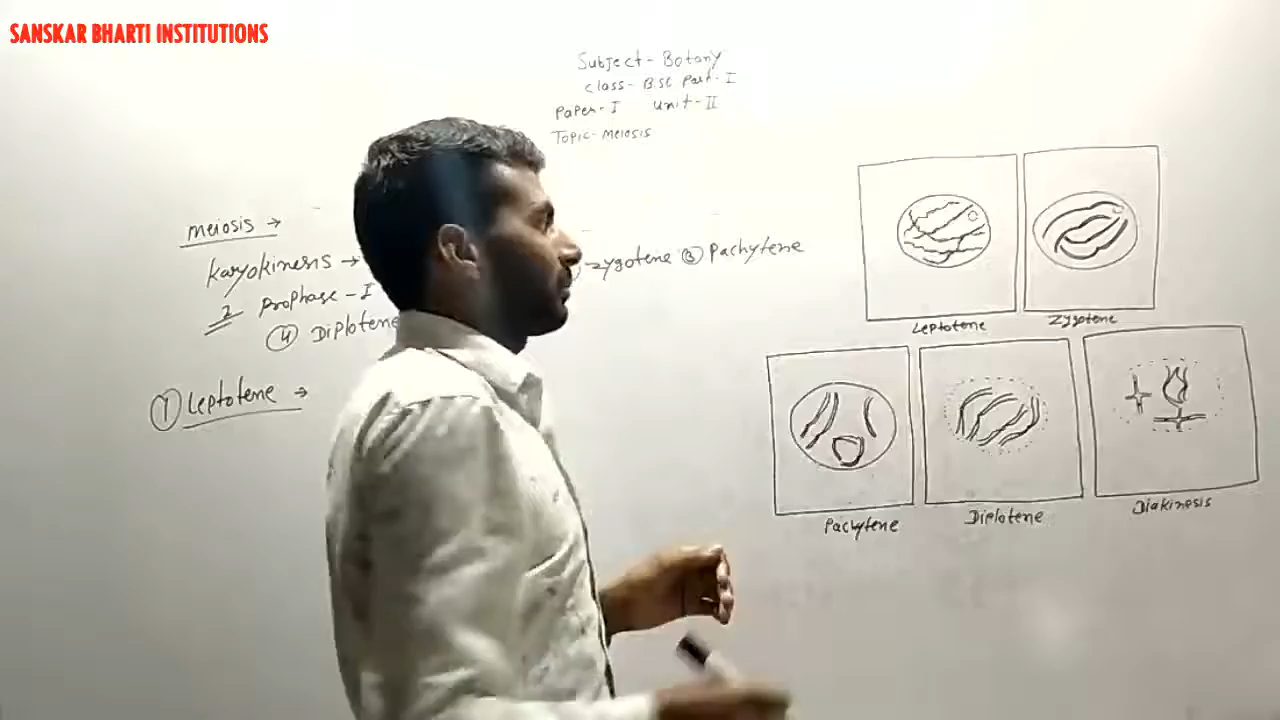 SANSKAR BHARTI INSTITUTIONS
Subject - Botany
class - B.Sc Part - I
Paper - I Unit - II
Topic - Meiosis
meiosis →
karyokinesis →
Prophase - I
zygotene ③ Pachytene
④ Diplotene
① Leptotene →
Leptotene
Zygotene
Pachytene
Diplotene
Diakinesis